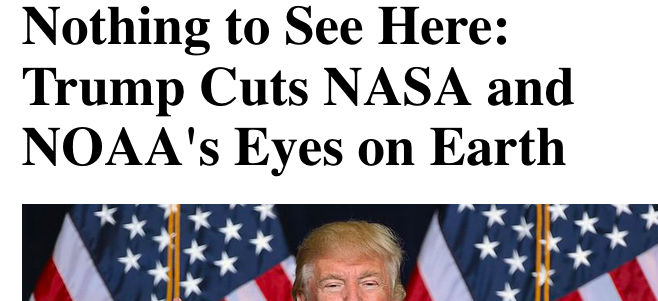 Nothing to See Here:
Trump Cuts NASA and
NOAA's Eyes on Earth